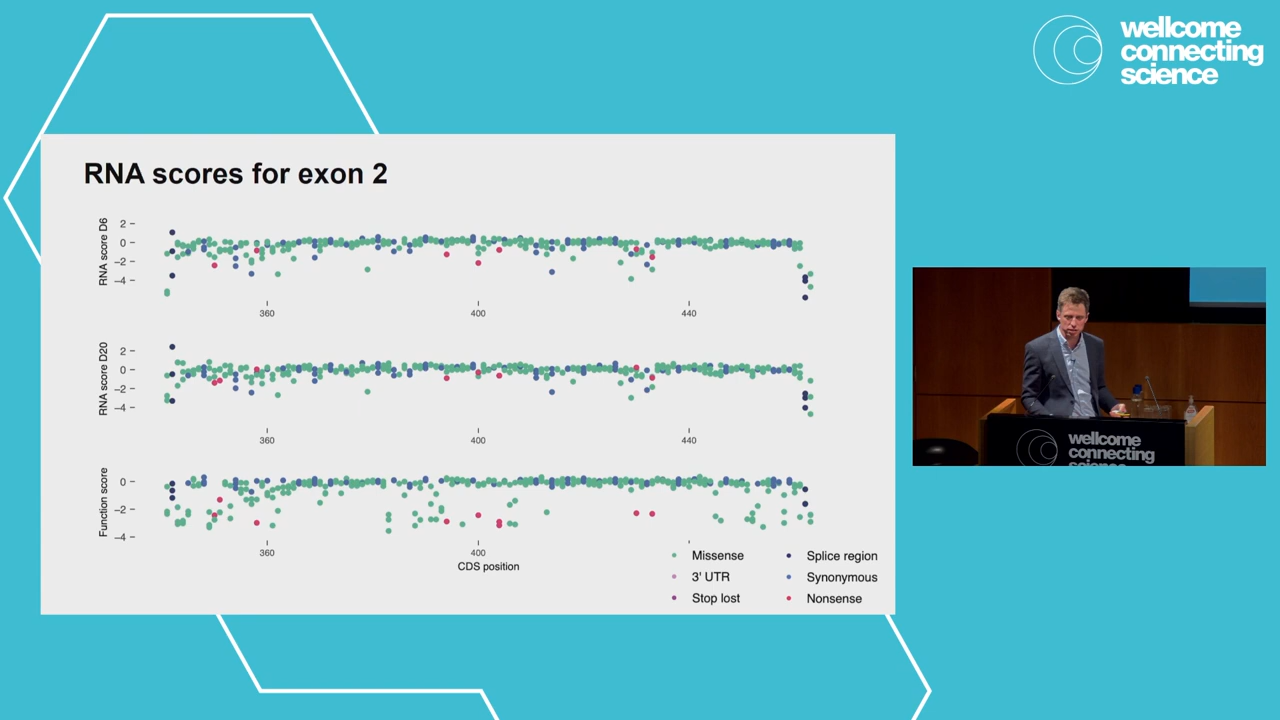 wellcome
connecting
science
RNA scores for exon 2
RNA score D6
2
0
−2
−4
360
400
440
RNA score D20
2
0
−2
−4
360
400
440
Function score
0
−2
−4
360
400
CDS position
Missense
Splice region
3' UTR
Synonymous
Stop lost
Nonsense
wellcome
connecting
science